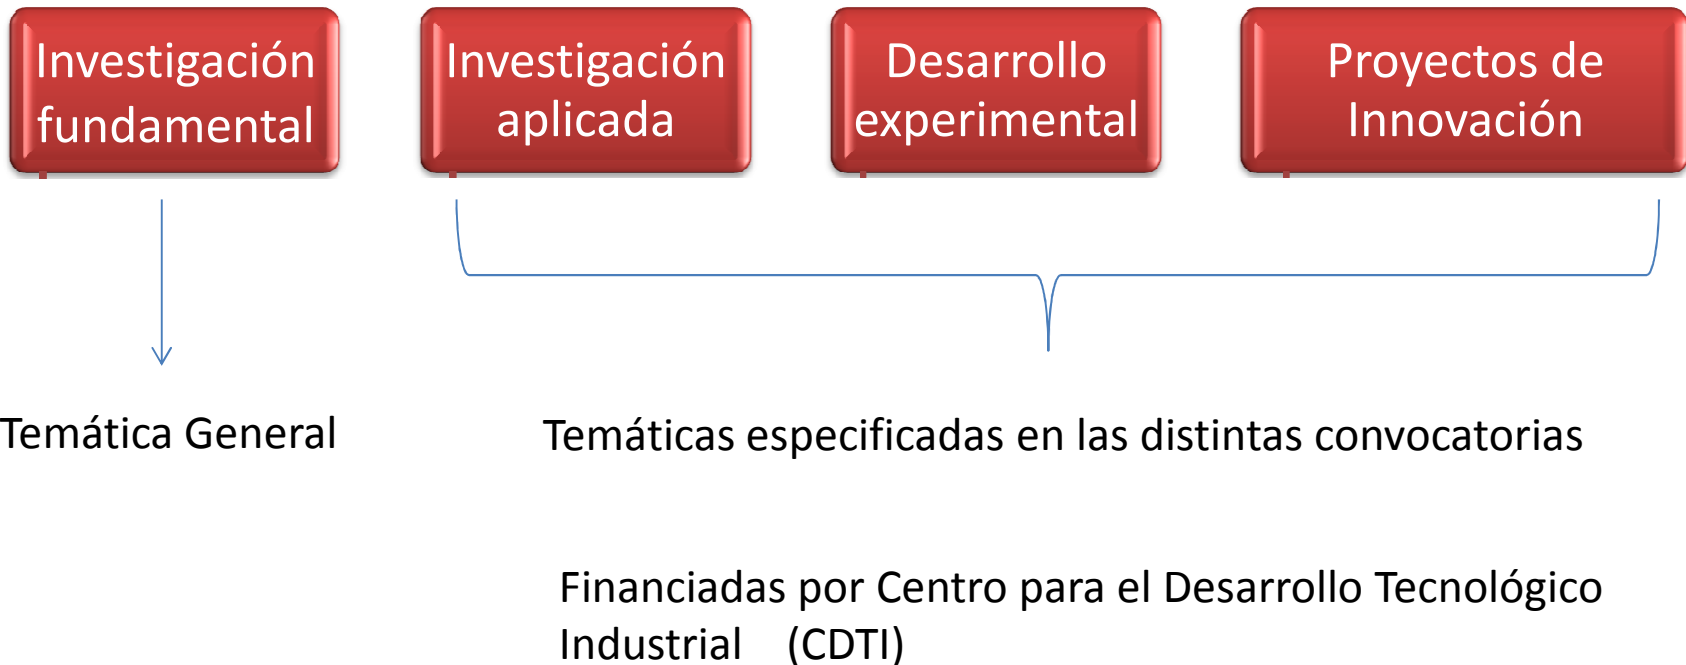 Investigación
fundamental
Investigación
aplicada
Desarrollo
experimental
Proyectos de
Innovación
Temática General
Temáticas especificadas en las distintas convocatorias
Financiadas por Centro para el Desarrollo Tecnológico
Industrial (CDTI)